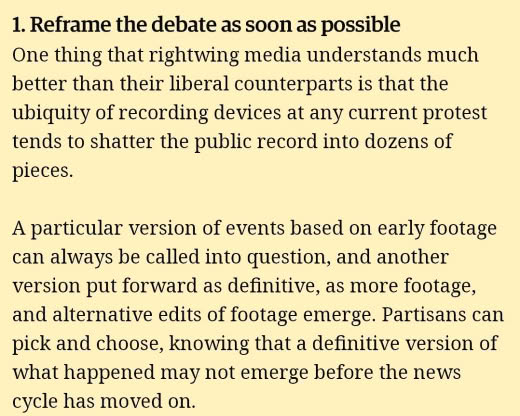 1. Reframe the debate as soon as possible
One thing that rightwing media understands much
better than their liberal counterparts is that the
ubiquity of recording devices at any current protest
tends to shatter the public record into dozens of
pieces.
A particular version of events based on early footage
can always be called into question, and another
version put forward as definitive, as more footage,
and alternative edits of footage emerge. Partisans can
pick and choose, knowing that a definitive version of
what happened may not emerge before the news
cycle has moved on.